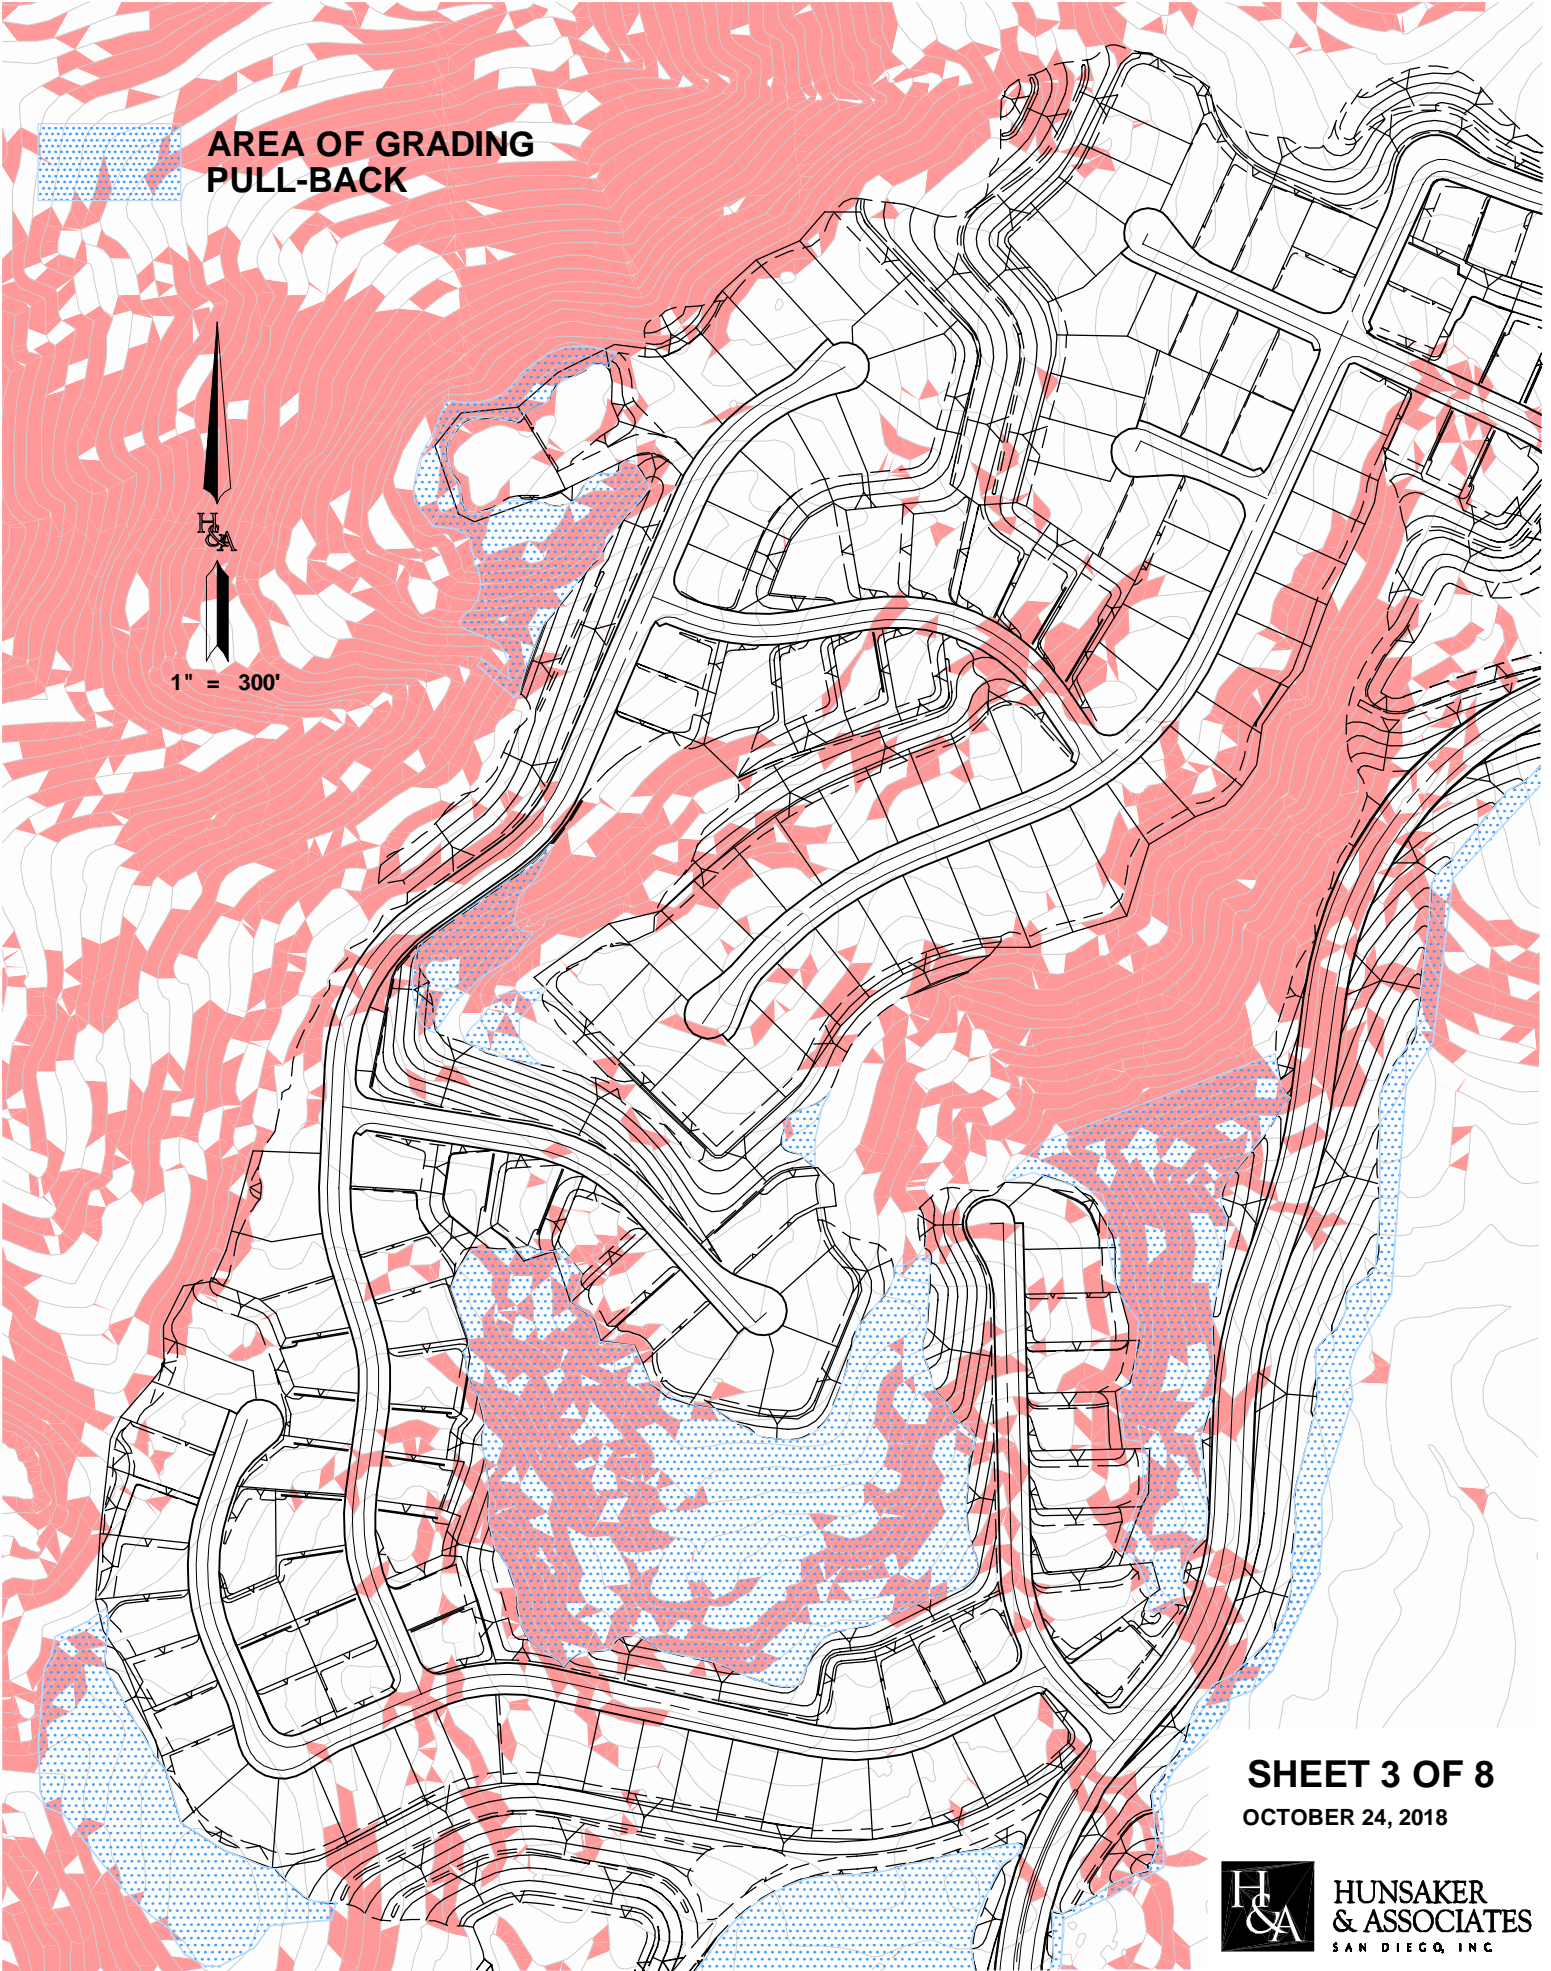 AREA OF GRADING
PULL-BACK
H&A
1" = 300'
SHEET 3 OF 8
OCTOBER 24, 2018
H&A
HUNSAKER
& ASSOCIATES
SAN DIEGO, INC